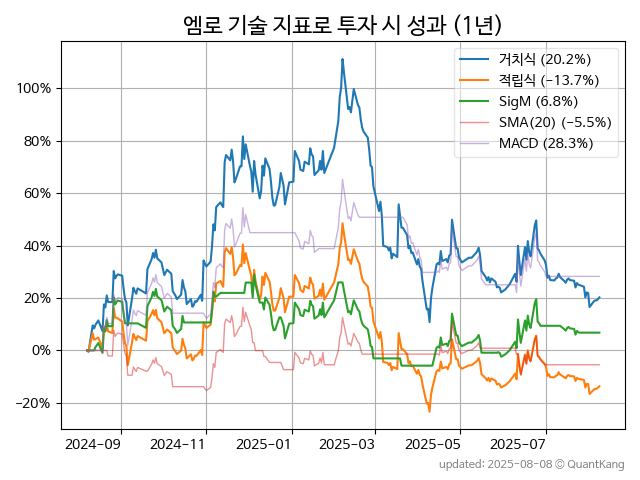 엠로 기술 지표로 투자 시 성과 (1년)
거치식 (20.2%)
적립식 (−13.7%)
SigM (6.8%)
SMA(20) (−5.5%)
MACD (28.3%)
100%
80%
60%
40%
20%
0%
−20%
2024-09
2024-11
2025-01
2025-03
2025-05
2025-07
updated: 2025-08-08 © QuantKang